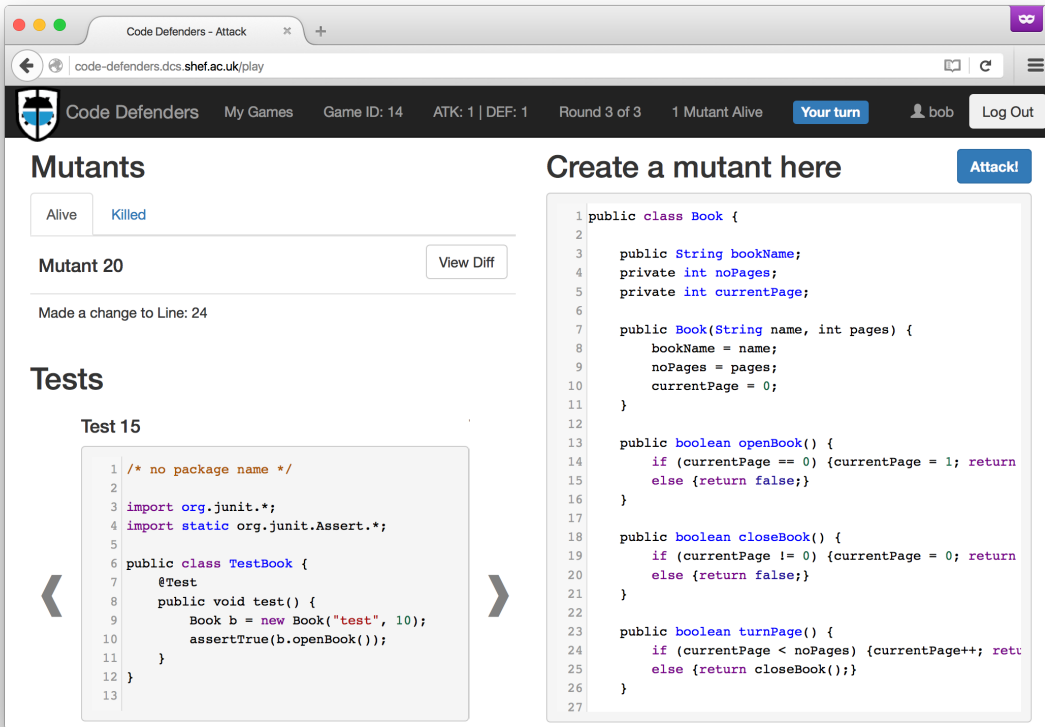 Code Defenders - Attack
code-defenders.dcs.shef.ac.uk/play
Code Defenders My Games Game ID: 14 ATK: 1 | DEF: 1 Round 3 of 3 1 Mutant Alive Your turn bob Log Out
Mutants
Alive Killed
Mutant 20 View Diff
Made a change to Line: 24
Tests
Test 15
1 /* no package name */
2
3 import org.junit.*;
4 import static org.junit.Assert.*;
5
6 public class TestBook {
7 @Test
8 public void test() {
9 Book b = new Book("test", 10);
10 assertTrue(b.openBook());
11 }
12 }
13
Create a mutant here Attack!
1 public class Book {
2
3 public String bookName;
4 private int noPages;
5 private int currentPage;
6
7 public Book(String name, int pages) {
8 bookName = name;
9 noPages = pages;
10 currentPage = 0;
11 }
12
13 public boolean openBook() {
14 if (currentPage == 0) {currentPage = 1; return
15 else {return false;}
16 }
17
18 public boolean closeBook() {
19 if (currentPage != 0) {currentPage = 0; return
20 else {return false;}
21 }
22
23 public boolean turnPage() {
24 if (currentPage < noPages) {currentPage++; retu
25 else {return closeBook();}
26 }
27